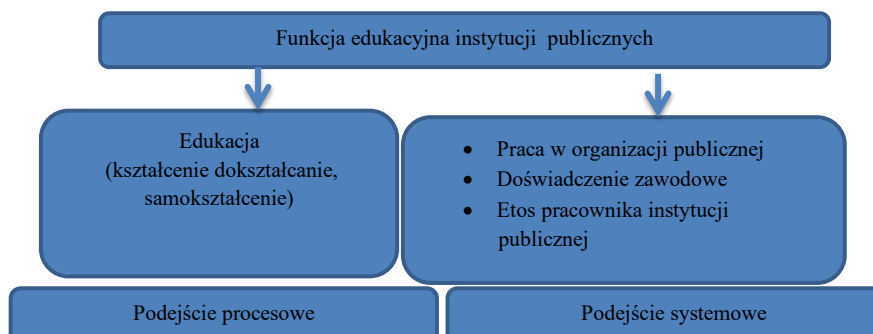 Funkcja edukacyjna instytucji publicznych
Edukacja
(kształcenie dokształcanie,
samokształcenie)
• Praca w organizacji publicznej
• Doświadczenie zawodowe
• Etos pracownika instytucji
publicznej
Podejście procesowe
Podejście systemowe